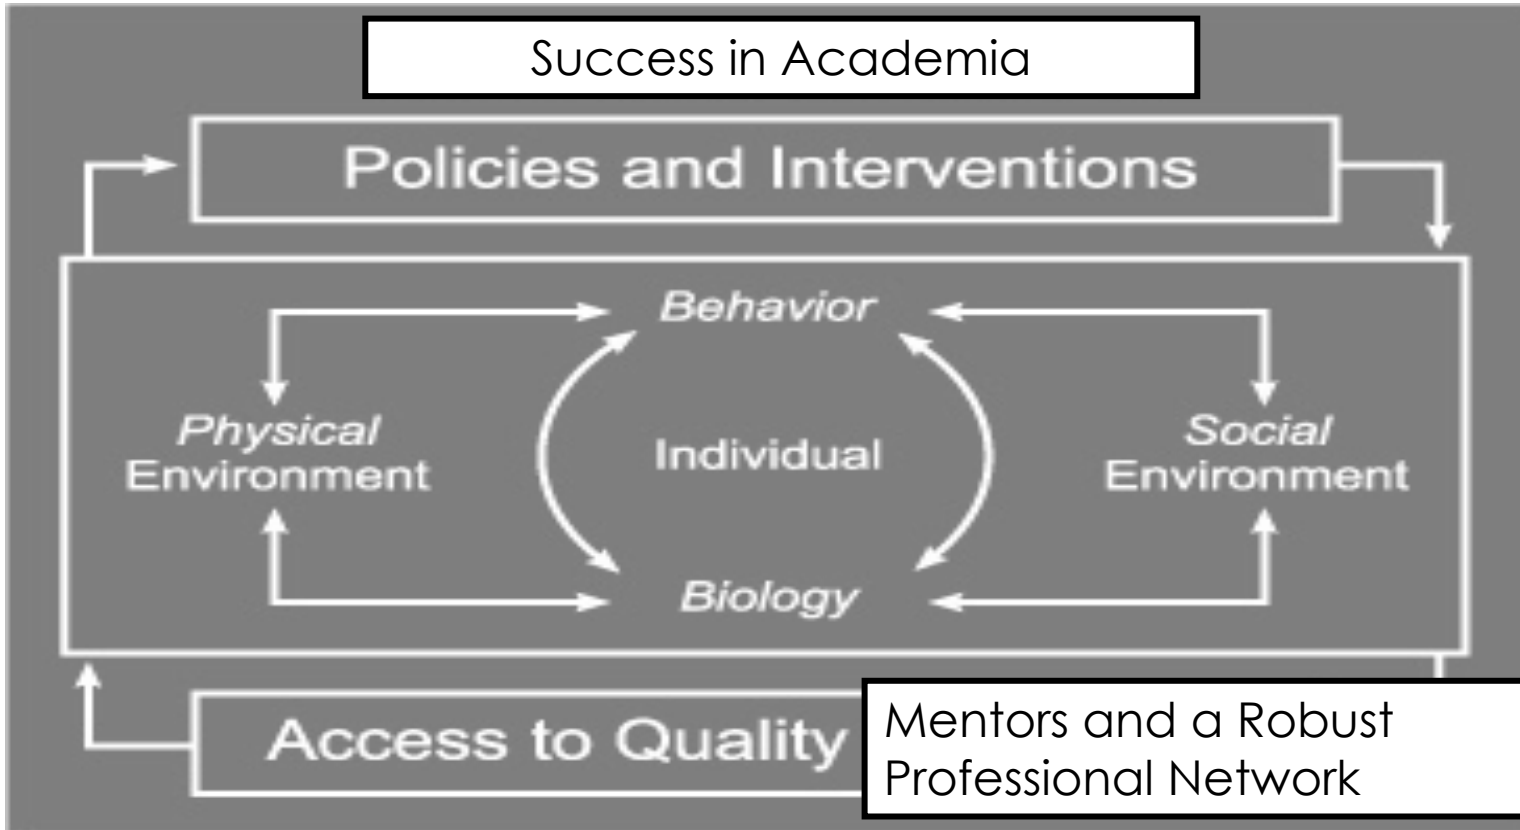 Success in Academia
Policies and Interventions
Behavior
Physical
Environment
Individual
Social
Environment
Biology
Access to Quality
Mentors and a Robust
Professional Network